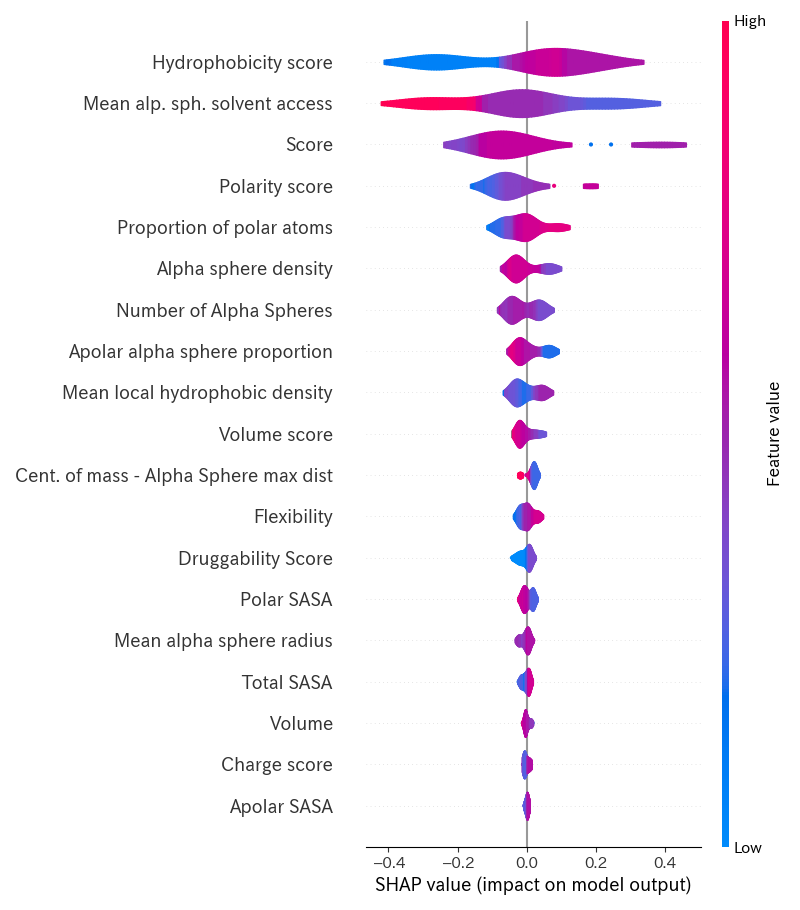 High
Hydrophobicity score
Mean alp. sph. solvent access
Score
Polarity score
Proportion of polar atoms
Alpha sphere density
Number of Alpha Spheres
Apolar alpha sphere proportion
Mean local hydrophobic density
Volume score
Cent. of mass - Alpha Sphere max dist
Flexibility
Druggability Score
Polar SASA
Mean alpha sphere radius
Total SASA
Volume
Charge score
Apolar SASA
Feature value
Low
−0.4 −0.2 0.0 0.2 0.4
SHAP value (impact on model output)